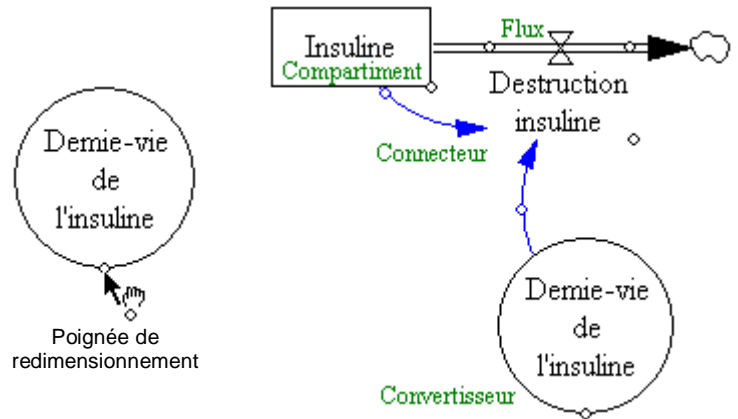 Flux
Insuline
Compartiment
Destruction
insuline
Connecteur
Demie-vie
de
l'insuline
Poignée de
redimensionnement
Demie-vie
de
l'insuline
Convertisseur